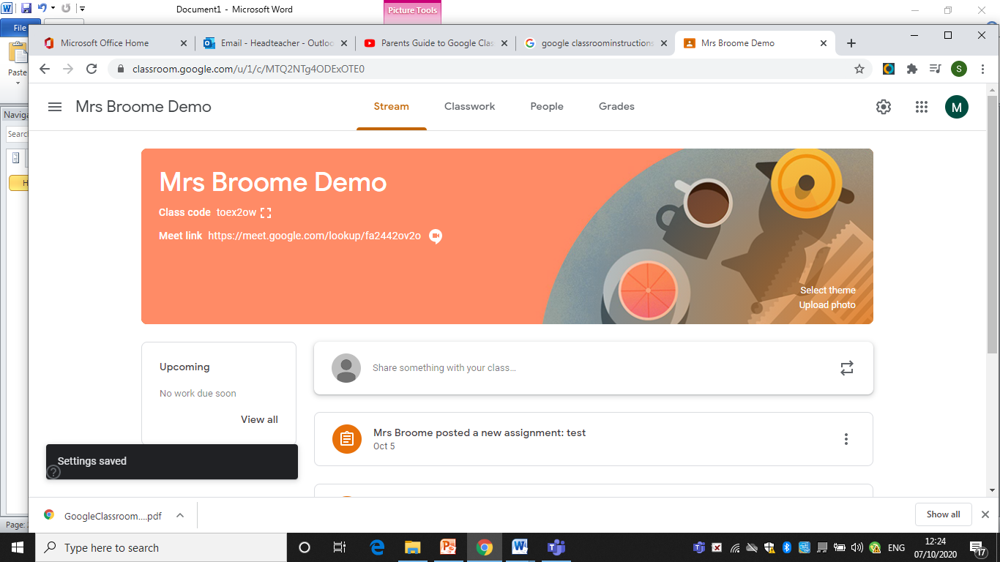 Document1 - Microsoft Word
Picture Tools
File
Paste
Microsoft Office Home
Email - Headteacher - Outloo
Parents Guide to Google Clas
google classroominstructions
Mrs Broome Demo
classroom.google.com/u/1/c/MTQ2NTg4ODExOTE0
S
Mrs Broome Demo
Stream
Classwork
People
Grades
M
Naviga
Searc
H
Mrs Broome Demo
Class code toex2ow
Meet link https://meet.google.com/lookup/fa2442ov2o
Select theme
Upload photo
Upcoming
No work due soon
View all
Share something with your class...
Mrs Broome posted a new assignment: test
Oct 5
Settings saved
GoogleClassroom....pdf
Show all
Page:
Type here to search
ENG
12:24
07/10/2020
17